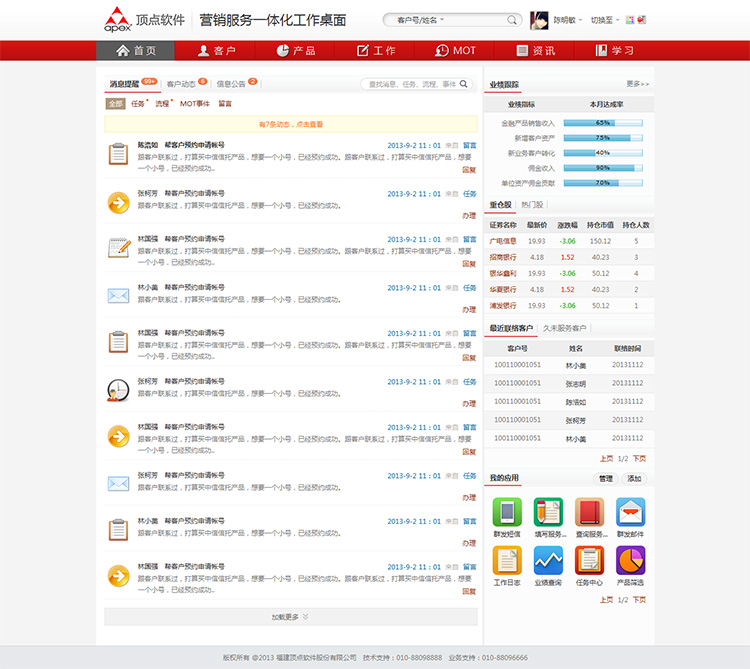 apex 顶点软件 营销服务一体化工作桌面 客户号/姓名 陈明敏 切换至
首页 客户 产品 工作 MOT 资讯 学习
消息提醒 99+ 客户动态 6 信息公告 2 查找消息、任务、流程、事件
全部 任务 流程 MOT事件 留言
有7条动态，点击查看
陈浩如 帮客户预约申请帐号 2013-9-2 11：01 来自 留言
跟客户联系过，打算买中信信托产品，想要一个小号，已经预约成功。跟客户联系过，打算买中信信托产品，想要
一个小号，已经预约成功。 回复
张柯芳 帮客户预约申请帐号 2013-9-2 11：01 来自 任务
跟客户联系过，打算买中信信托产品，想要一个小号，已经预约成功。
办理
林国强 帮客户预约申请帐号 2013-9-2 11：01 来自 留言
跟客户联系过，打算买中信信托产品，想要一个小号，已经预约成功。跟客户联系过，打算买中信信托产品，想要
一个小号，已经预约成功。 回复
林小美 帮客户预约申请帐号 2013-9-2 11：01 来自 任务
跟客户联系过，打算买中信信托产品，想要一个小号，已经预约成功。
办理
林国强 帮客户预约申请帐号 2013-9-2 11：01 来自 留言
跟客户联系过，打算买中信信托产品，想要一个小号，已经预约成功。跟客户联系过，打算买中信信托产品，想要
一个小号，已经预约成功。 回复
张柯芳 帮客户预约申请帐号 2013-9-2 11：01 来自 任务
跟客户联系过，打算买中信信托产品，想要一个小号，已经预约成功。
办理
林国强 帮客户预约申请帐号 2013-9-2 11：01 来自 留言
跟客户联系过，打算买中信信托产品，想要一个小号，已经预约成功。跟客户联系过，打算买中信信托产品，想要
一个小号，已经预约成功。 回复
张柯芳 帮客户预约申请帐号 2013-9-2 11：01 来自 任务
跟客户联系过，打算买中信信托产品，想要一个小号，已经预约成功。
办理
林小美 帮客户预约申请帐号 2013-9-2 11：01 来自 留言
跟客户联系过，打算买中信信托产品，想要一个小号，已经预约成功。
办理
林国强 帮客户预约申请帐号 2013-9-2 11：01 来自 留言
跟客户联系过，打算买中信信托产品，想要一个小号，已经预约成功。跟客户联系过，打算买中信信托产品，想要
一个小号，已经预约成功。 回复
加载更多
业绩跟踪 更多>>
业绩指标 本月达成率
金融产品销售收入 65%
新增客户资产 75%
新业务客户转化 40%
佣金收入 90%
单位资产佣金贡献 70%
重仓股 热门股
证券名称 最新价 涨跌幅 持仓市值 持仓人数
广电信息 19.93 -3.06 150.12 5
招商银行 4.18 1.52 40.23 3
银华鑫利 19.93 -3.06 50.12 4
华夏银行 4.18 1.52 40.23 2
浦发银行 19.93 -3.06 50.12 1
最近联络客户 久未服务客户
客户号 姓名 联络时间
100110001051 林小美 20131112
100110001051 张志明 20131112
100110001051 陈浩如 20131112
100110001051 张柯芳 20131112
100110001051 林小美 20131112
上页 1/2 下页
我的应用 管理 添加
群发短信 填写服务... 查询服务... 群发邮件
工作日志 业绩查询 任务中心 产品筛选
上页 1/2 下页
版权所有 @2013 福建顶点软件股份有限公司 技术支持：010-88098888 业务支持：010-88096666